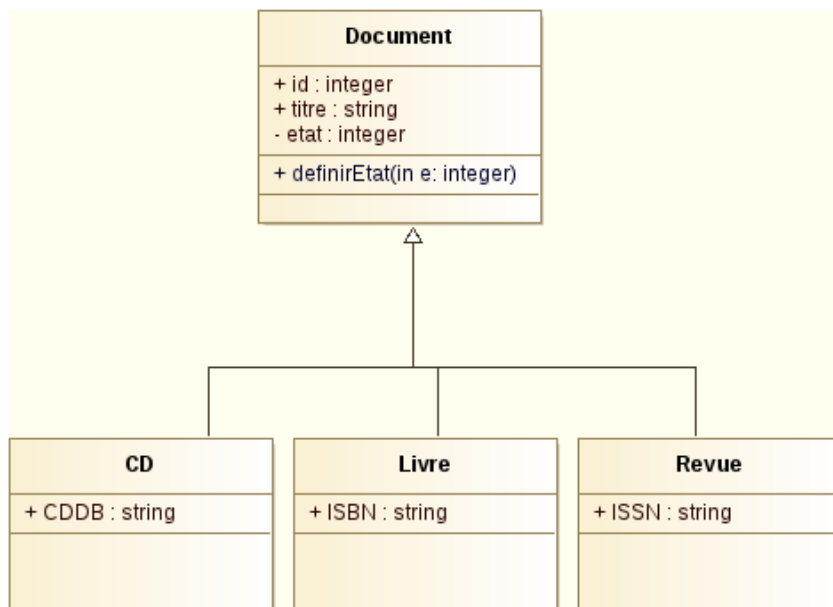 Document
+ id : integer
+ titre : string
- etat : integer
+ definirEtat(in e: integer)
CD
+ CDDB : string
Livre
+ ISBN : string
Revue
+ ISSN : string